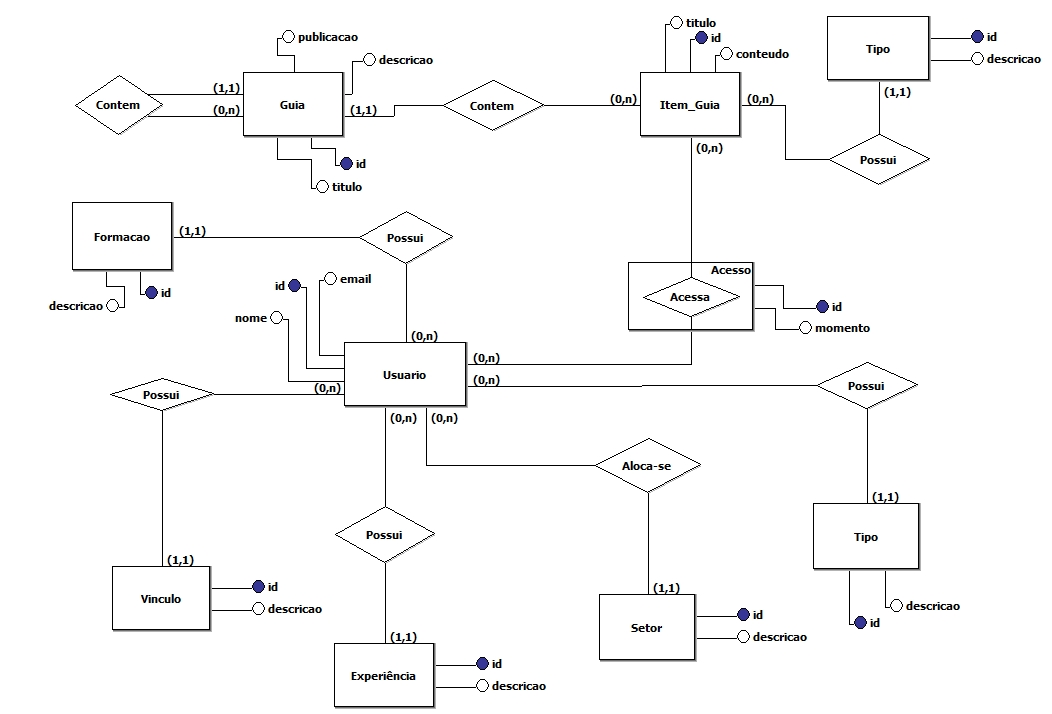 titulo
id
conteudo
publicacao
descricao
Tipo
id
descricao
Contem
(1,1)
(0,n)
Guia
(1,1)
Contem
(0,n)
Item_Guia
(0,n)
(1,1)
(0,n)
Possui
id
titulo
Formacao
(1,1)
Possui
descricao
id
Acesso
Acessa
id
momento
id
email
nome
(0,n)
Usuario
(0,n)
(0,n)
(0,n)
(0,n)
(0,n)
Possui
Possui
Aloca-se
(1,1)
Tipo
descricao
id
Possui
(1,1)
Vinculo
id
descricao
(1,1)
Setor
id
descricao
(1,1)
Experiência
id
descricao